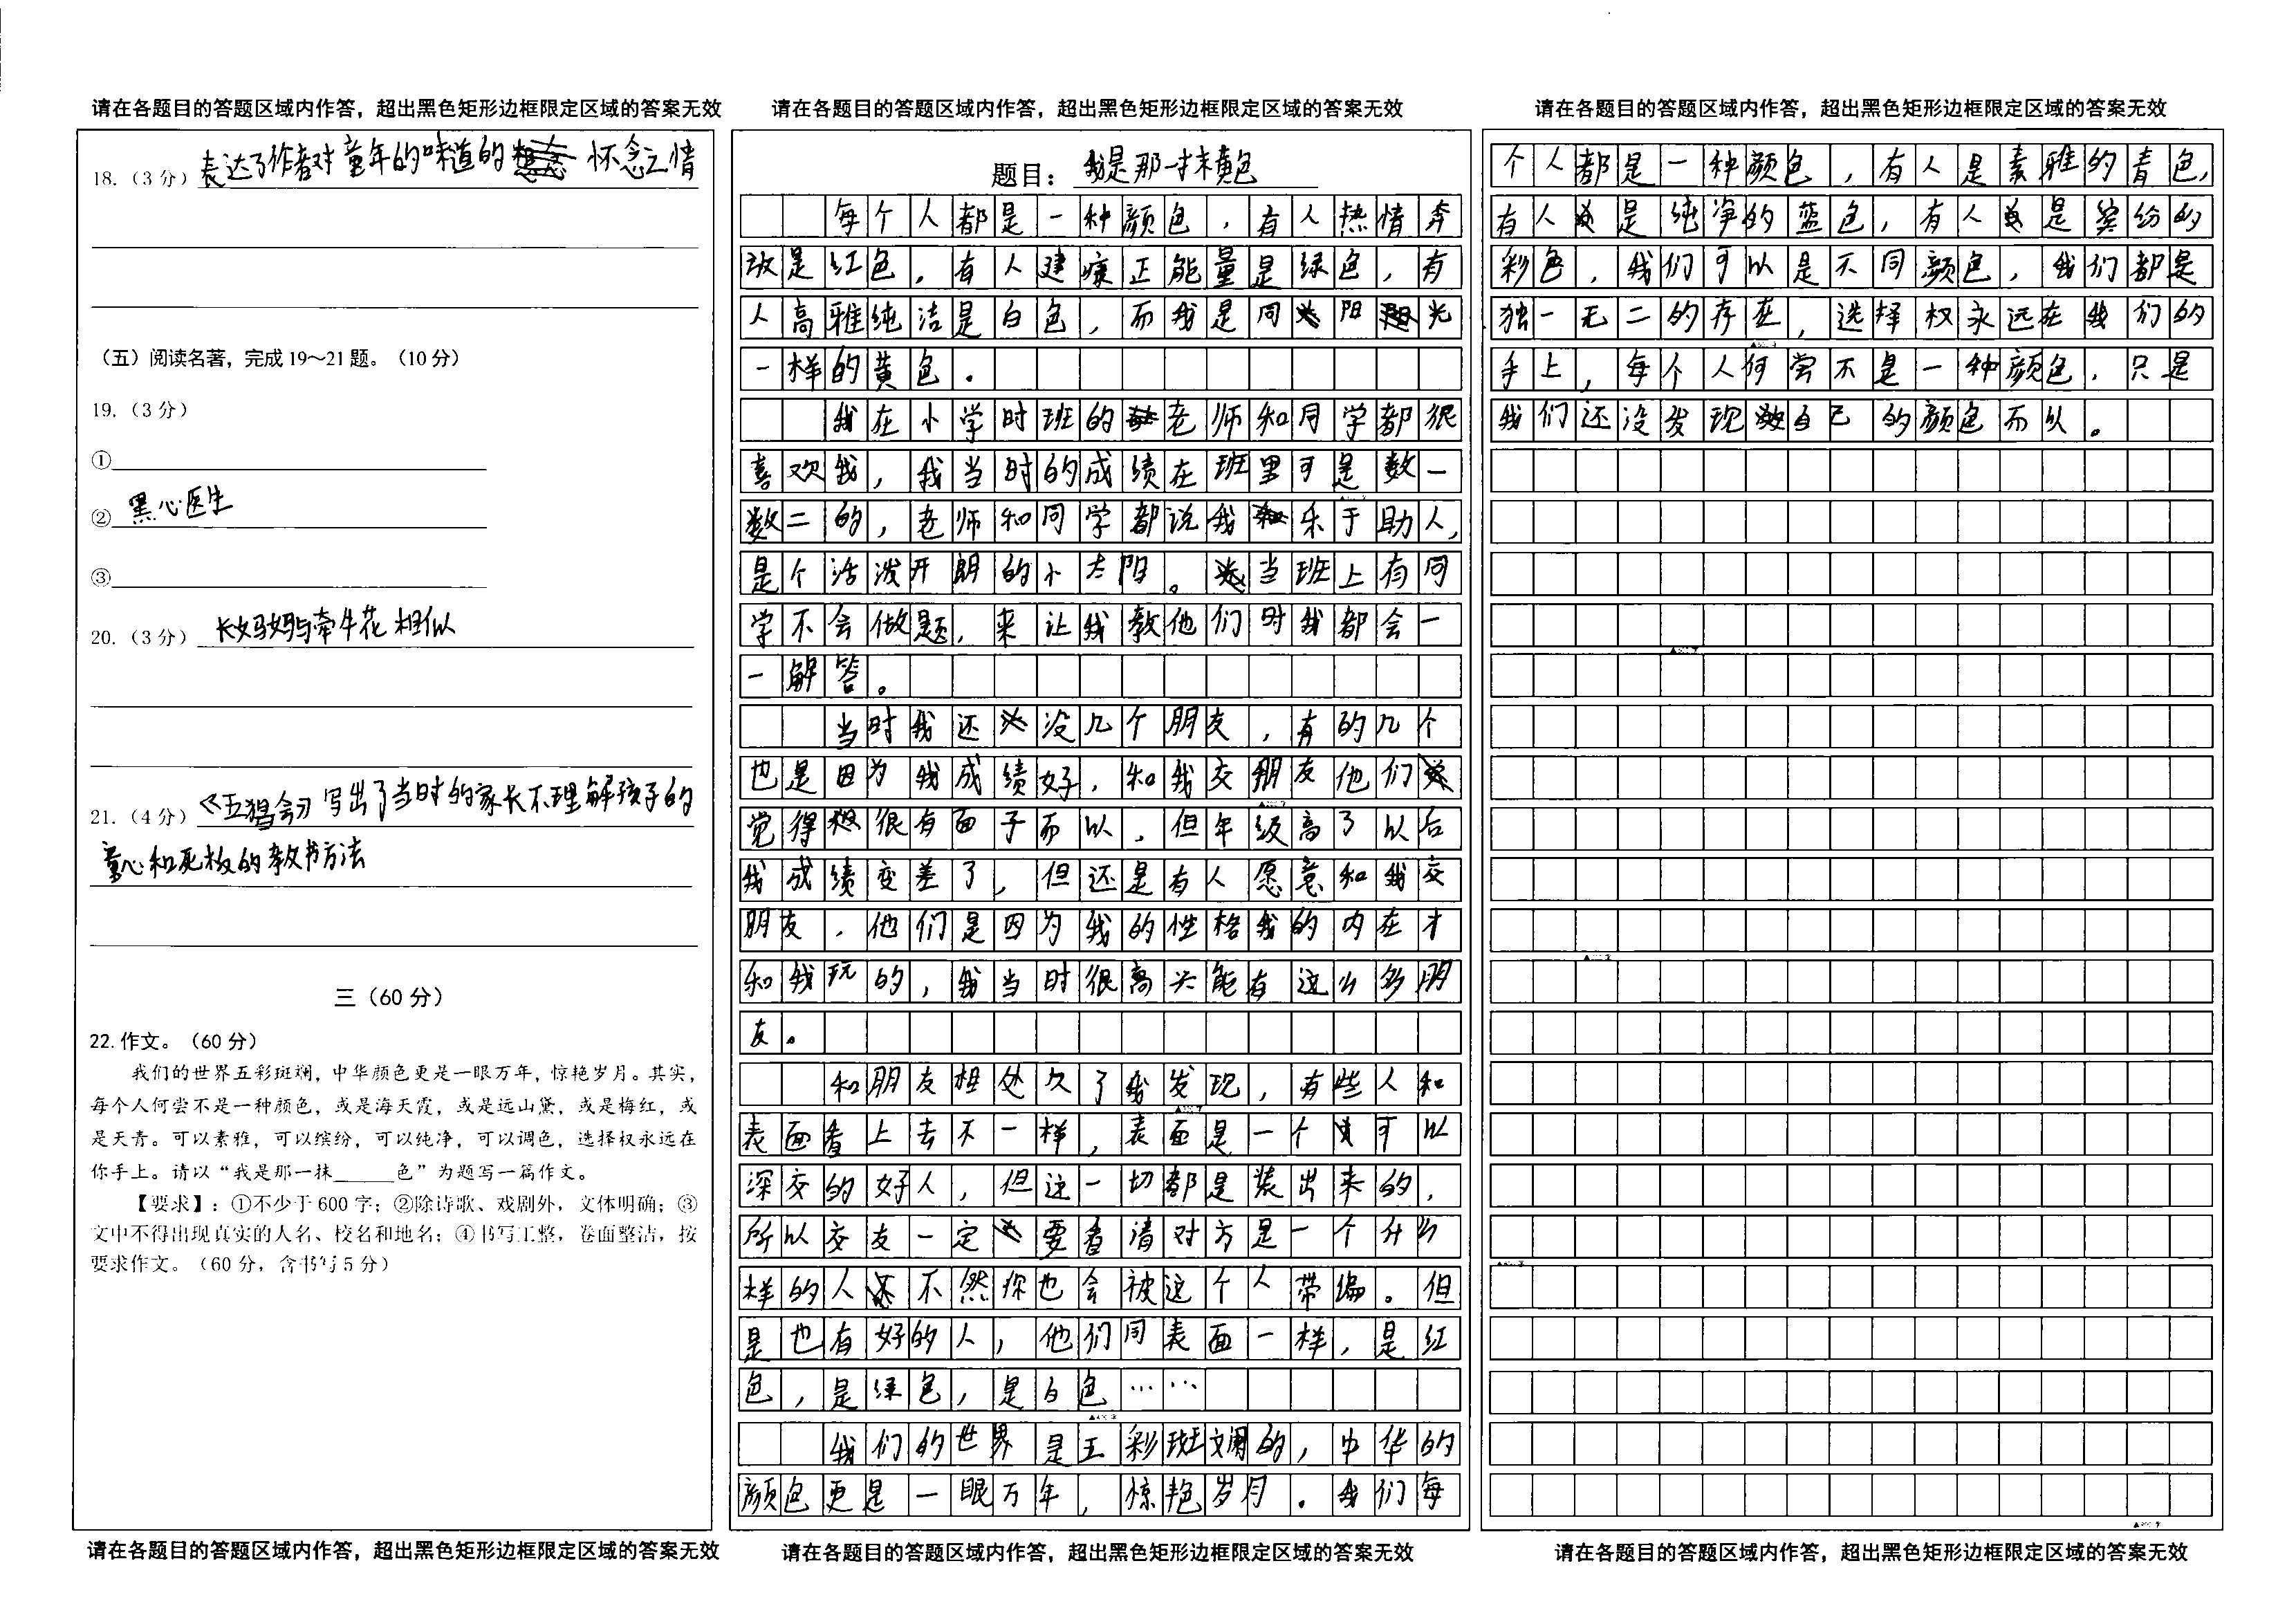 请在各题目的答题区域内作答，超出黑色矩形边框限定区域的答案无效
18.（3 分）表达了作者对童年的味道的怀念之情
（五）阅读名著，完成 19～21 题。（10 分）
19.（3 分）
①
② 黑心医生
③
20.（3 分）长妈妈与牵牛花相似
21.（4 分）《五猖会》写出了当时的家长不理解孩子的
童心和死板的教书方法
三（60 分）
22.作文。（60 分）
我们的世界五彩斑斓，中华颜色更是一眼万年，惊艳岁月。其实，
每个人何尝不是一种颜色，或是海天霞，或是远山黛，或是梅红，或
是天青。可以素雅，可以缤纷，可以纯净，可以调色，选择权永远在
你手上。请以“我是那一抹______色”为题写一篇作文。
【要求】：①不少于 600 字；②除诗歌、戏剧外，文体明确；③
文中不得出现真实的人名、校名和地名；④书写工整，卷面整洁，按
要求作文。（60 分，含书写 5 分）
请在各题目的答题区域内作答，超出黑色矩形边框限定区域的答案无效
请在各题目的答题区域内作答，超出黑色矩形边框限定区域的答案无效
题目：我是那一抹黄色
每个人都是一种颜色，有人热情奔
放是红色，有人建康正能量是绿色，有
人高雅纯洁是白色，而我是同阳光
一样的黄色。
我在小学时班的老师和同学都很
喜欢我，我当时的成绩在班里可是数一
数二的，老师和同学都说我乐于助人，
是个活泼开朗的小太阳。当班上有同
学不会做题，来让我教他们时我都会一
一解答。
当时我还没几个朋友，有的几个
也是因为我成绩好，和我交朋友他们
觉得很有面子而以，但年级高了以后
我成绩变差了，但还是有人愿意和我交
朋友，他们是因为我的性格我的内在才
和我玩的，我当时很高兴能有这么多朋
友。
和朋友相处久了我发现，有些人和
表面看上去不一样，表面是一个可以
深交的好人，但这一切都是装出来的，
所以交友一定要看清对方是一个什么
样的人不然你也会被这个人带偏。但
是也有好的人，他们同表面一样，是红
色，是绿色，是白色……
我们的世界是五彩斑斓的，中华的
颜色更是一眼万年，惊艳岁月。我们每
请在各题目的答题区域内作答，超出黑色矩形边框限定区域的答案无效
请在各题目的答题区域内作答，超出黑色矩形边框限定区域的答案无效
个人都是一种颜色，有人是素雅的青色，
有人是纯净的蓝色，有人是缤纷的
彩色，我们可以是不同颜色，我们都是
独一无二的存在，选择权永远在我们的
手上，每个人何尝不是一种颜色，只是
我们还没发现自己的颜色而以。
请在各题目的答题区域内作答，超出黑色矩形边框限定区域的答案无效